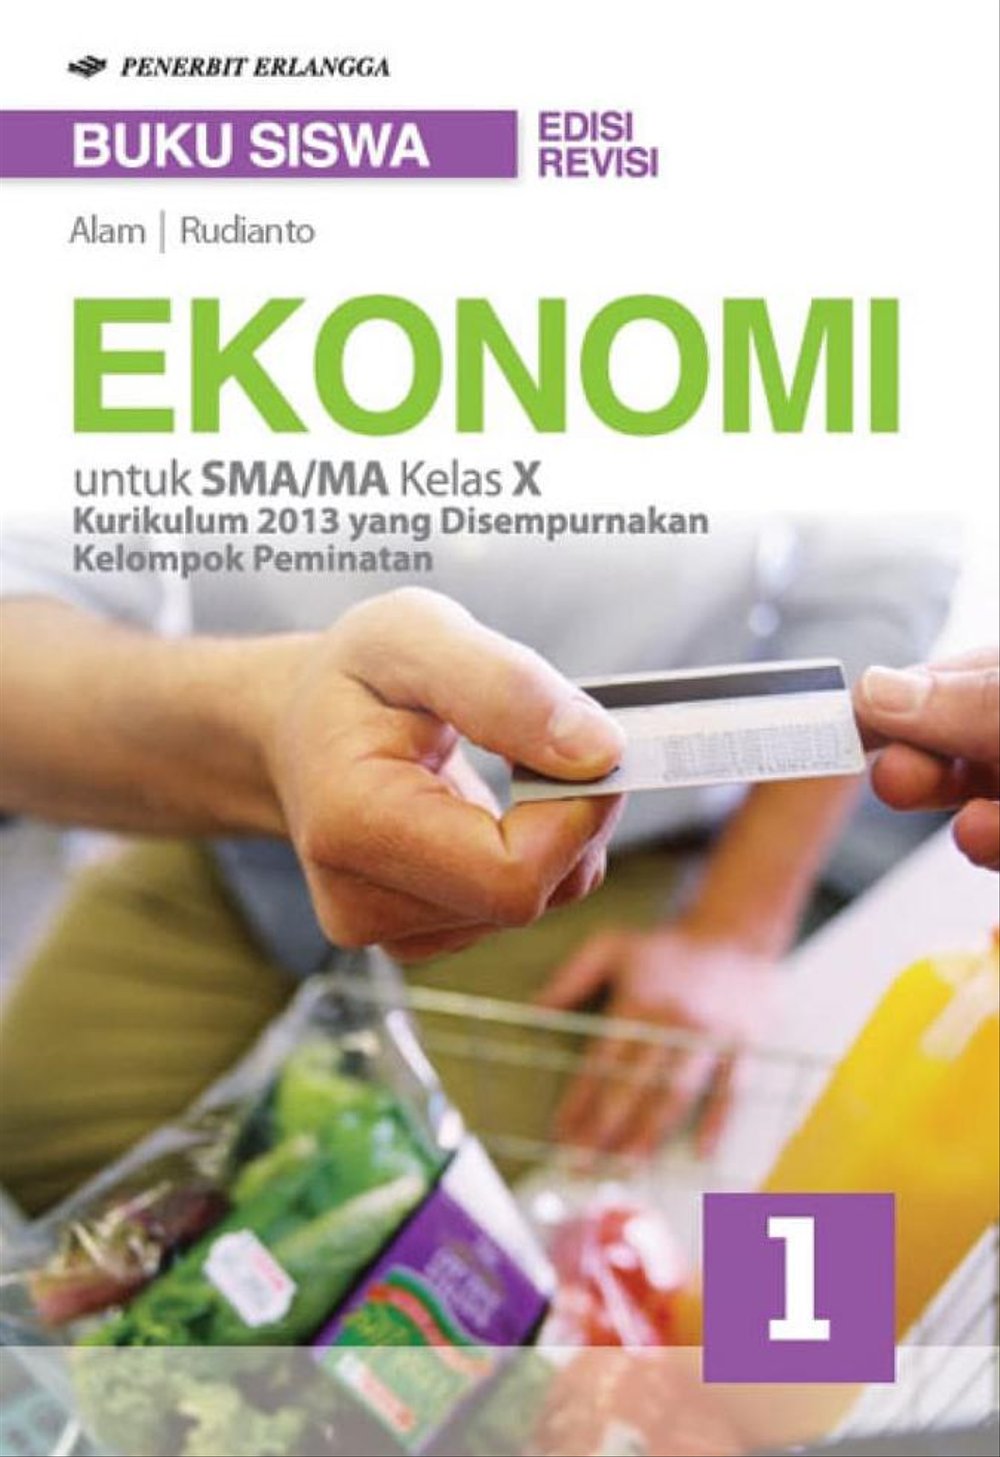 PENERBIT ERLANGGA
BUKU SISWA
EDISI
REVISI
Alam | Rudianto
EKONOMI
untuk SMA/MA Kelas X
Kurikulum 2013 yang Disempurnakan
Kelompok Peminatan
1